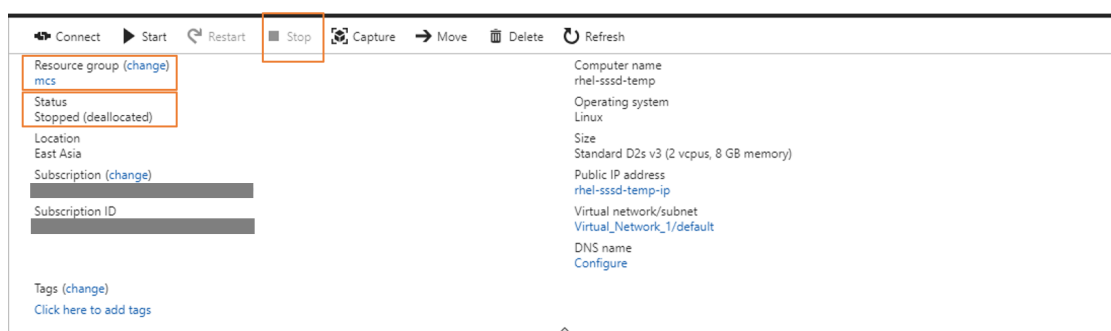 Connect Start Restart Stop Capture Move Delete Refresh
Resource group (change)
mcs
Status
Stopped (deallocated)
Location
East Asia
Subscription (change)
Subscription ID
Tags (change)
Click here to add tags
Computer name
rhel-sssd-temp
Operating system
Linux
Size
Standard D2s v3 (2 vcpus, 8 GB memory)
Public IP address
rhel-sssd-temp-ip
Virtual network/subnet
Virtual_Network_1/default
DNS name
Configure